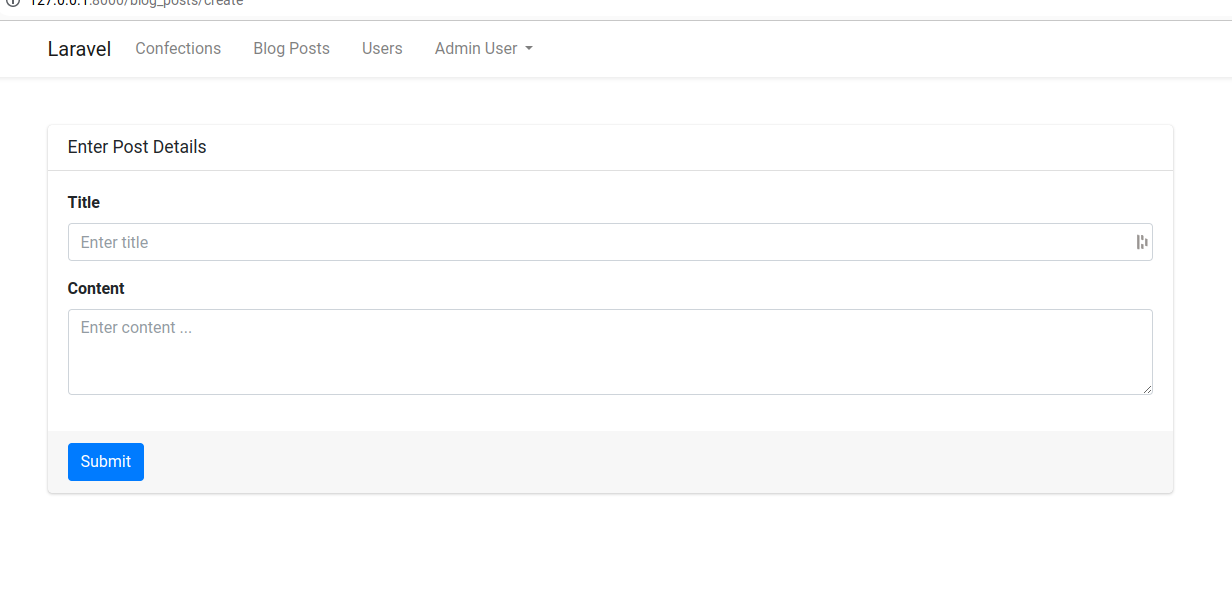 127.0.0.1:8000/blog_posts/create
Laravel Confections Blog Posts Users Admin User
Enter Post Details
Title
Enter title
Content
Enter content ...
Submit